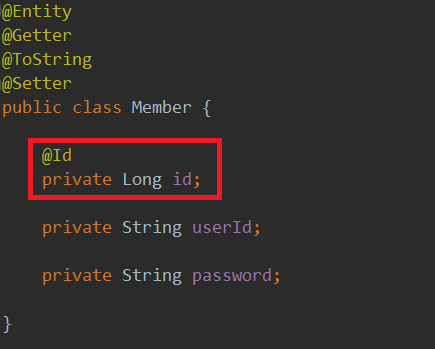 @Entity
@Getter
@ToString
@Setter
public class Member {
@Id
private Long id;
private String userId;
private String password;
}